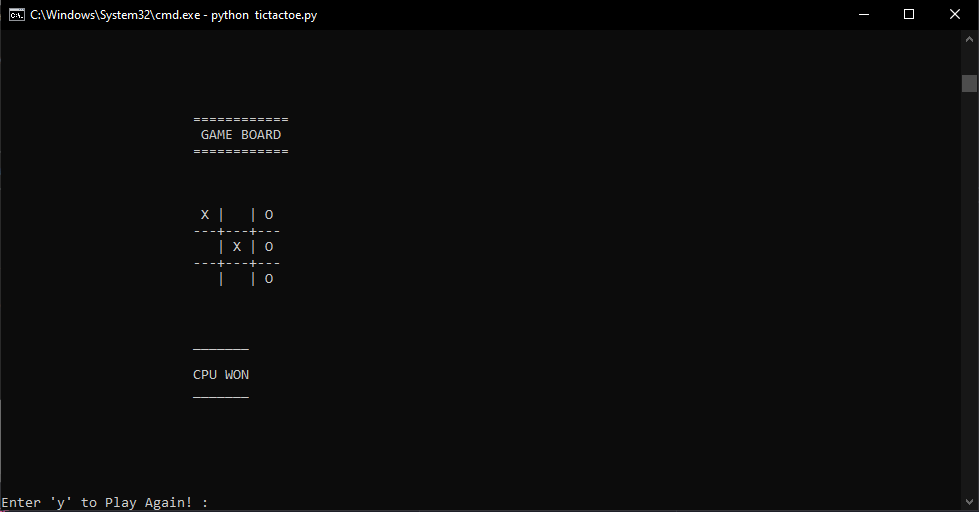 C:\Windows\System32\cmd.exe - python  tictactoe.py
============
GAME BOARD
============
X |   | O
---+---+---
  | X | O
---+---+---
  |   | O
_______
CPU WON
_______
Enter 'y' to Play Again! :